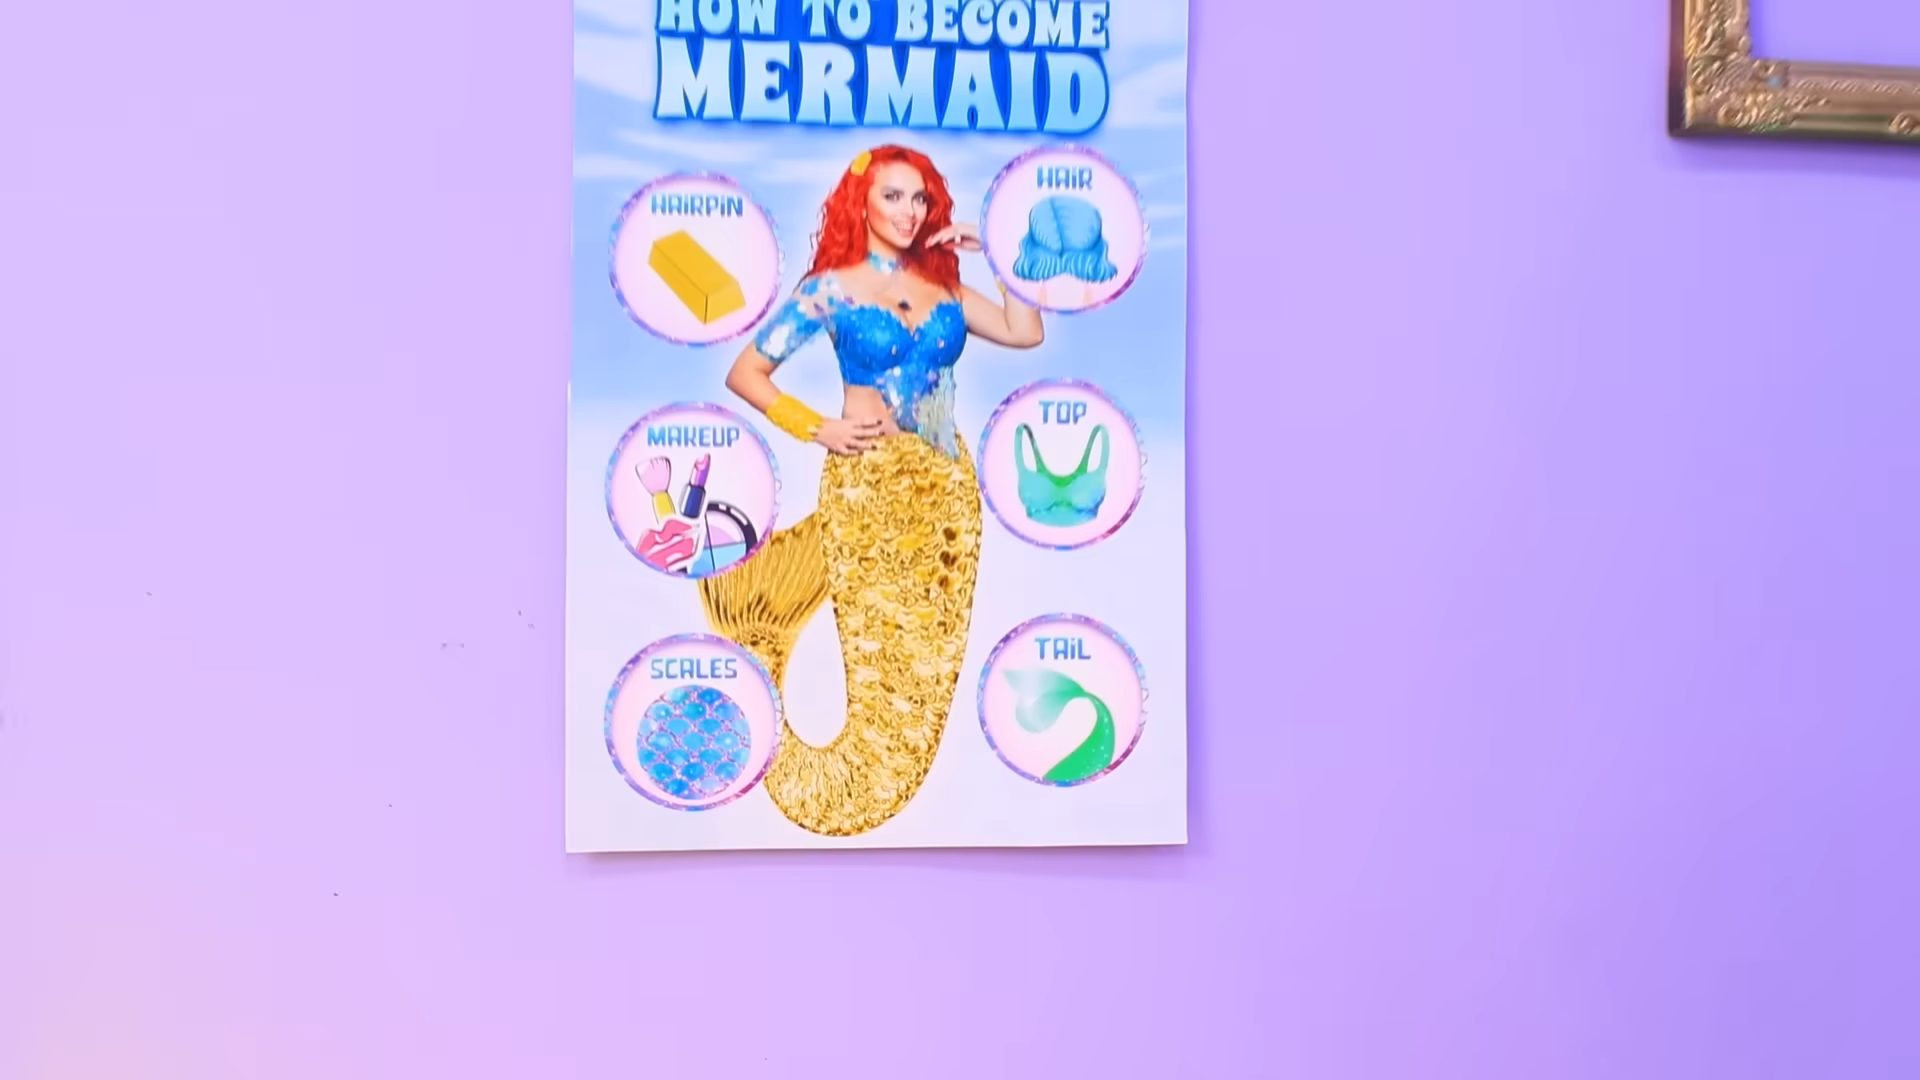 HOW TO BECOME
MERMAID
HAIRPIN
HAIR
MAKEUP
TOP
SCALES
TAIL